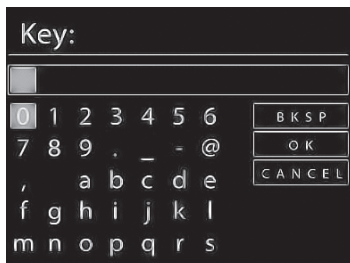 Key:
0 1 2 3 4 5 6 BKSP
7 8 9 . _ - @ OK
, a b c d e CANCEL
f g h i j k l
m n o p q r s